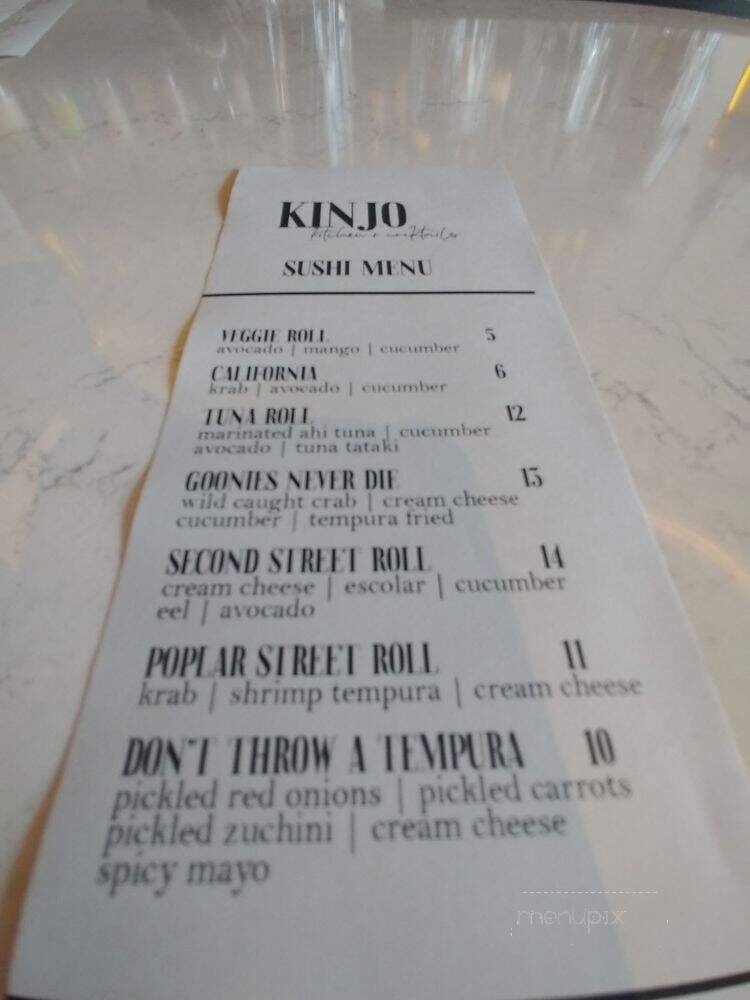 KINJO
kitchen + cocktails
SUSHI MENU
VEGGIE ROLL 5
avocado | mango | cucumber
CALIFORNIA 6
krab | avocado | cucumber
TUNA ROLL 12
marinated ahi tuna | cucumber
avocado | tuna tataki
GOONIES NEVER DIE 13
wild caught crab | cream cheese
cucumber | tempura fried
SECOND STREET ROLL 14
cream cheese | escolar | cucumber
eel | avocado
POPLAR STREET ROLL 11
krab | shrimp tempura | cream cheese
DON'T THROW A TEMPURA 10
pickled red onions | pickled carrots
pickled zuchini | cream cheese
spicy mayo
menupix